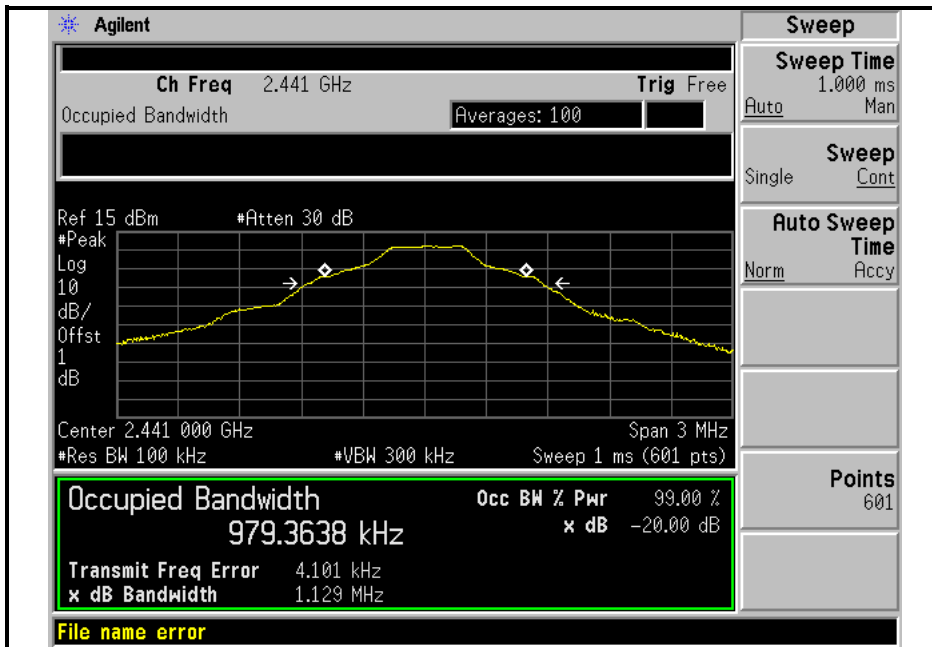 Agilent
Sweep
Ch Freq 2.441 GHz Trig Free
Occupied Bandwidth Averages: 100
Sweep Time
1.000 ms
Auto Man
Sweep
Single Cont
Auto Sweep
Time
Norm Accy
Points
601
Ref 15 dBm #Atten 30 dB
#Peak
Log
10
dB/
Offst
1
dB
Center 2.441 000 GHz Span 3 MHz
#Res BW 100 kHz #VBW 300 kHz Sweep 1 ms (601 pts)
Occupied Bandwidth
979.3638 kHz
Occ BW % Pwr 99.00 %
x dB -20.00 dB
Transmit Freq Error 4.101 kHz
x dB Bandwidth 1.129 MHz
File name error